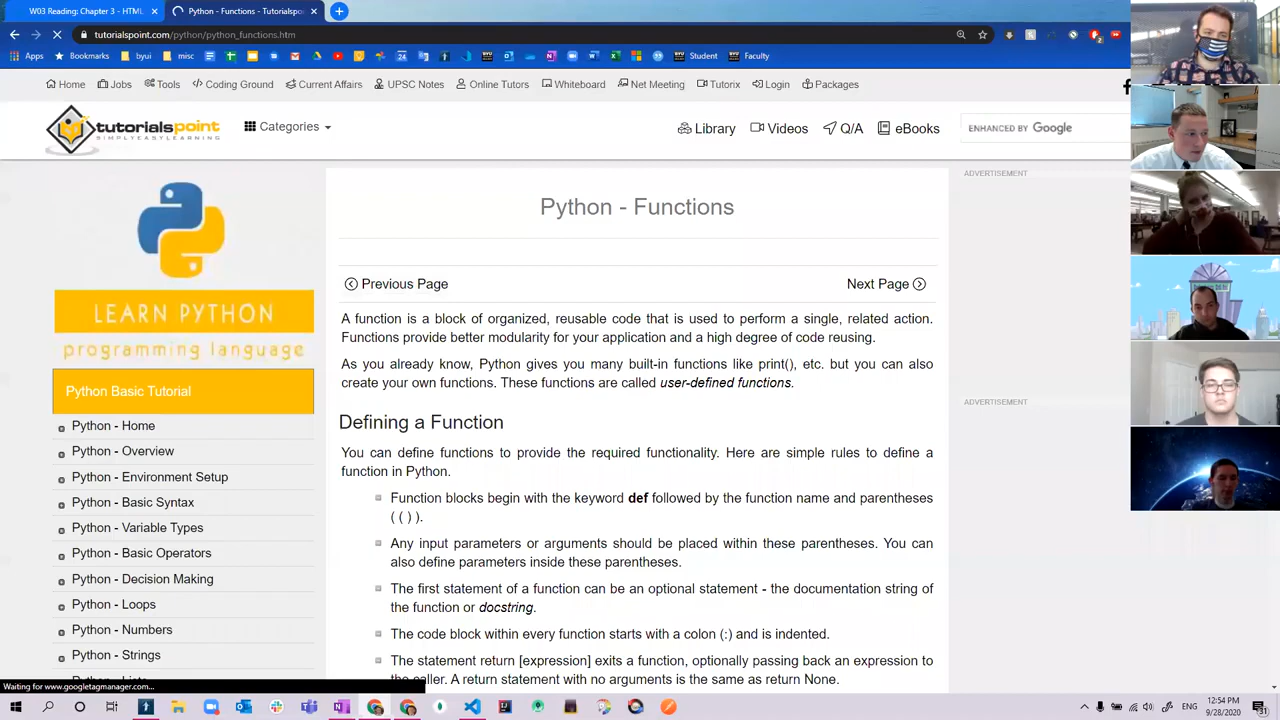 W03 Reading: Chapter 3 - HTML
Python - Functions - Tutorialspoint
tutorialspoint.com/python/python_functions.htm
Apps
Bookmarks
byui
misc
Student
Faculty
Home
Jobs
Tools
Coding Ground
Current Affairs
UPSC Notes
Online Tutors
Whiteboard
Net Meeting
Tutorix
Login
Packages
tutorialspoint
SIMPLYEASYLEARNING
Categories
Library
Videos
Q/A
eBooks
ENHANCED BY Google
ADVERTISEMENT
Python - Functions
LEARN PYTHON
programming language
Previous Page
Next Page
A function is a block of organized, reusable code that is used to perform a single, related action.
Functions provide better modularity for your application and a high degree of code reusing.
As you already know, Python gives you many built-in functions like print(), etc. but you can also
create your own functions. These functions are called user-defined functions.
ADVERTISEMENT
Python Basic Tutorial
Python - Home
Python - Overview
Python - Environment Setup
Python - Basic Syntax
Python - Variable Types
Python - Basic Operators
Python - Decision Making
Python - Loops
Python - Numbers
Python - Strings
Defining a Function
You can define functions to provide the required functionality. Here are simple rules to define a
function in Python.
Function blocks begin with the keyword def followed by the function name and parentheses
( ( ) ).
Any input parameters or arguments should be placed within these parentheses. You can
also define parameters inside these parentheses.
The first statement of a function can be an optional statement - the documentation string of
the function or docstring.
The code block within every function starts with a colon (:) and is indented.
The statement return [expression] exits a function, optionally passing back an expression to
the caller. A return statement with no arguments is the same as return None.
Waiting for www.googletagmanager.com...
ENG
12:54 PM
9/28/2020